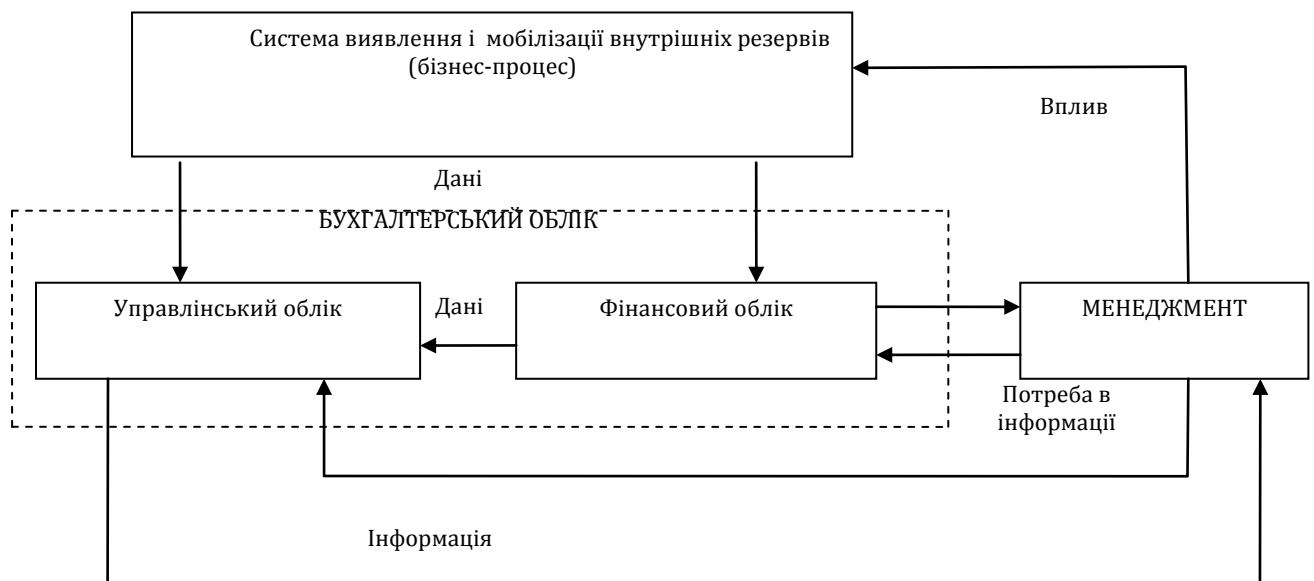 Система виявлення і мобілізації внутрішніх резервів
(бізнес-процес)
Вплив
Дані
БУХГАЛТЕРСЬКИЙ ОБЛІК
Управлінський облік
Дані
Фінансовий облік
МЕНЕДЖМЕНТ
Потреба в
інформації
Інформація